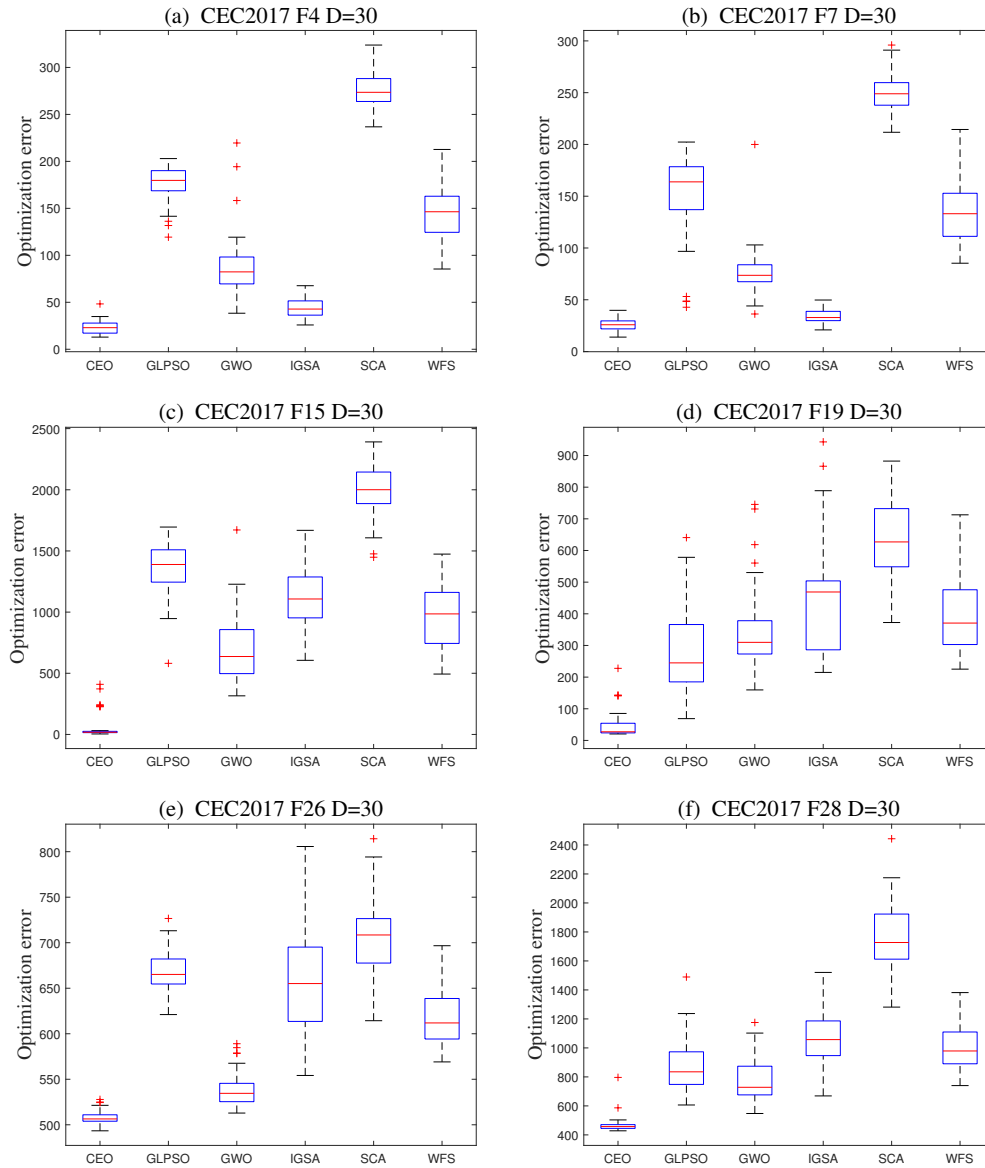 (a) CEC2017 F4 D=30
Optimization error
300
250
200
150
100
50
0
CEO GLPSO GWO IGSA SCA WFS
(b) CEC2017 F7 D=30
Optimization error
300
250
200
150
100
50
0
CEO GLPSO GWO IGSA SCA WFS
(c) CEC2017 F15 D=30
Optimization error
2500
2000
1500
1000
500
0
CEO GLPSO GWO IGSA SCA WFS
(d) CEC2017 F19 D=30
Optimization error
900
800
700
600
500
400
300
200
100
0
CEO GLPSO GWO IGSA SCA WFS
(e) CEC2017 F26 D=30
Optimization error
800
750
700
650
600
550
500
CEO GLPSO GWO IGSA SCA WFS
(f) CEC2017 F28 D=30
Optimization error
2400
2200
2000
1800
1600
1400
1200
1000
800
600
400
CEO GLPSO GWO IGSA SCA WFS